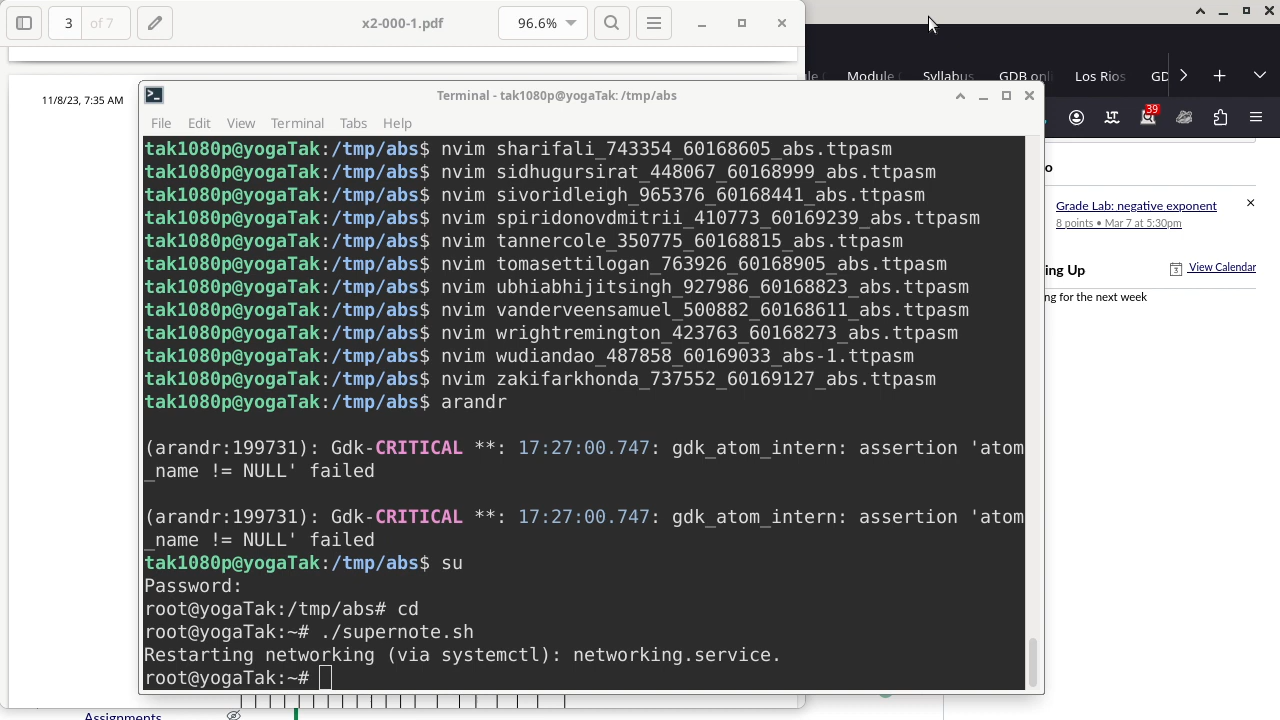 3 of 7
x2-000-1.pdf
96.6%
11/8/23, 7:35 AM
Module
Syllabus
GDB onl
Los Rios
GD
39
Terminal - tak1080p@yogaTak: /tmp/abs
File Edit View Terminal Tabs Help
tak1080p@yogaTak:/tmp/abs$ nvim sharifali_743354_60168605_abs.ttpasm
tak1080p@yogaTak:/tmp/abs$ nvim sidhugursirat_448067_60168999_abs.ttpasm
tak1080p@yogaTak:/tmp/abs$ nvim sivoridleigh_965376_60168441_abs.ttpasm
tak1080p@yogaTak:/tmp/abs$ nvim spiridonovdmitrii_410773_60169239_abs.ttpasm
tak1080p@yogaTak:/tmp/abs$ nvim tannercole_350775_60168815_abs.ttpasm
tak1080p@yogaTak:/tmp/abs$ nvim tomasettilogan_763926_60168905_abs.ttpasm
tak1080p@yogaTak:/tmp/abs$ nvim ubhiabhijitsingh_927986_60168823_abs.ttpasm
tak1080p@yogaTak:/tmp/abs$ nvim vanderveensamuel_500882_60168611_abs.ttpasm
tak1080p@yogaTak:/tmp/abs$ nvim wrightremington_423763_60168273_abs.ttpasm
tak1080p@yogaTak:/tmp/abs$ nvim wudiandao_487858_60169033_abs-1.ttpasm
tak1080p@yogaTak:/tmp/abs$ nvim zakifarkhonda_737552_60169127_abs.ttpasm
tak1080p@yogaTak:/tmp/abs$ arandr
(arandr:199731): Gdk-CRITICAL **: 17:27:00.747: gdk_atom_intern: assertion 'atom
_name != NULL' failed
(arandr:199731): Gdk-CRITICAL **: 17:27:00.747: gdk_atom_intern: assertion 'atom
_name != NULL' failed
tak1080p@yogaTak:/tmp/abs$ su
Password:
root@yogaTak:/tmp/abs# cd
root@yogaTak:~# ./supernote.sh
Restarting networking (via systemctl): networking.service.
root@yogaTak:~#
o
Grade Lab: negative exponent
8 points • Mar 7 at 5:30pm
ing Up
View Calendar
ng for the next week
Assignments